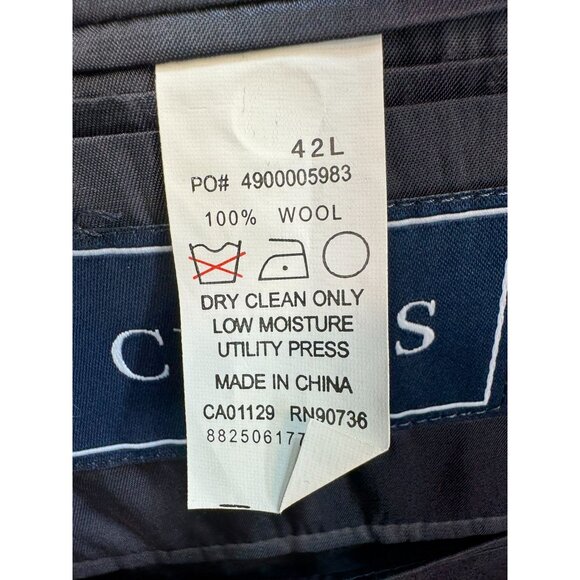 42L
PO# 4900005983
100% WOOL
DRY CLEAN ONLY
LOW MOISTURE
UTILITY PRESS
MADE IN CHINA
CA01129 RN90736
882506177